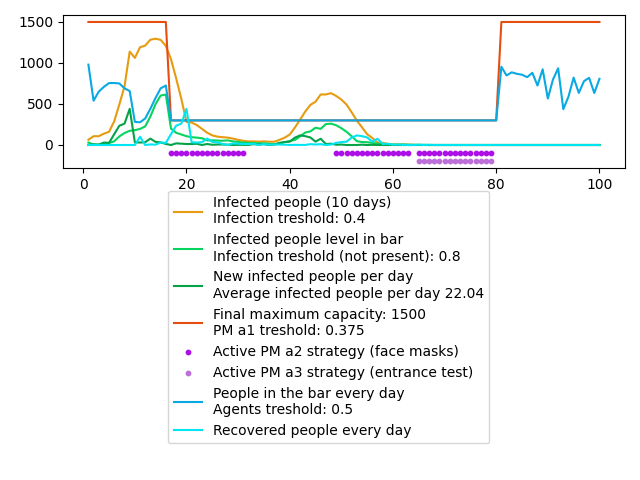 1500
1000
500
0
0
20
40
60
80
100
Infected people (10 days)
Infection treshold: 0.4
Infected people level in bar
Infection treshold (not present): 0.8
New infected people per day
Average infected people per day 22.04
Final maximum capacity: 1500
PM a1 treshold: 0.375
Active PM a2 strategy (face masks)
Active PM a3 strategy (entrance test)
People in the bar every day
Agents treshold: 0.5
Recovered people every day